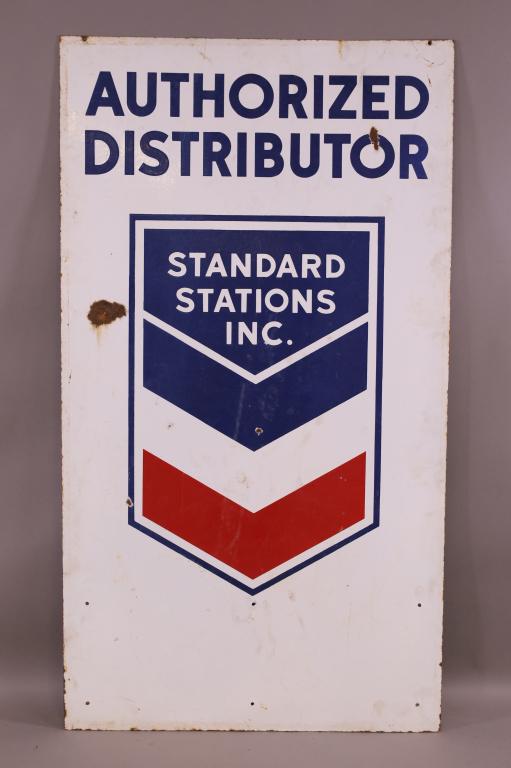 AUTHORIZED
DISTRIBUTOR
STANDARD
STATIONS
INC.